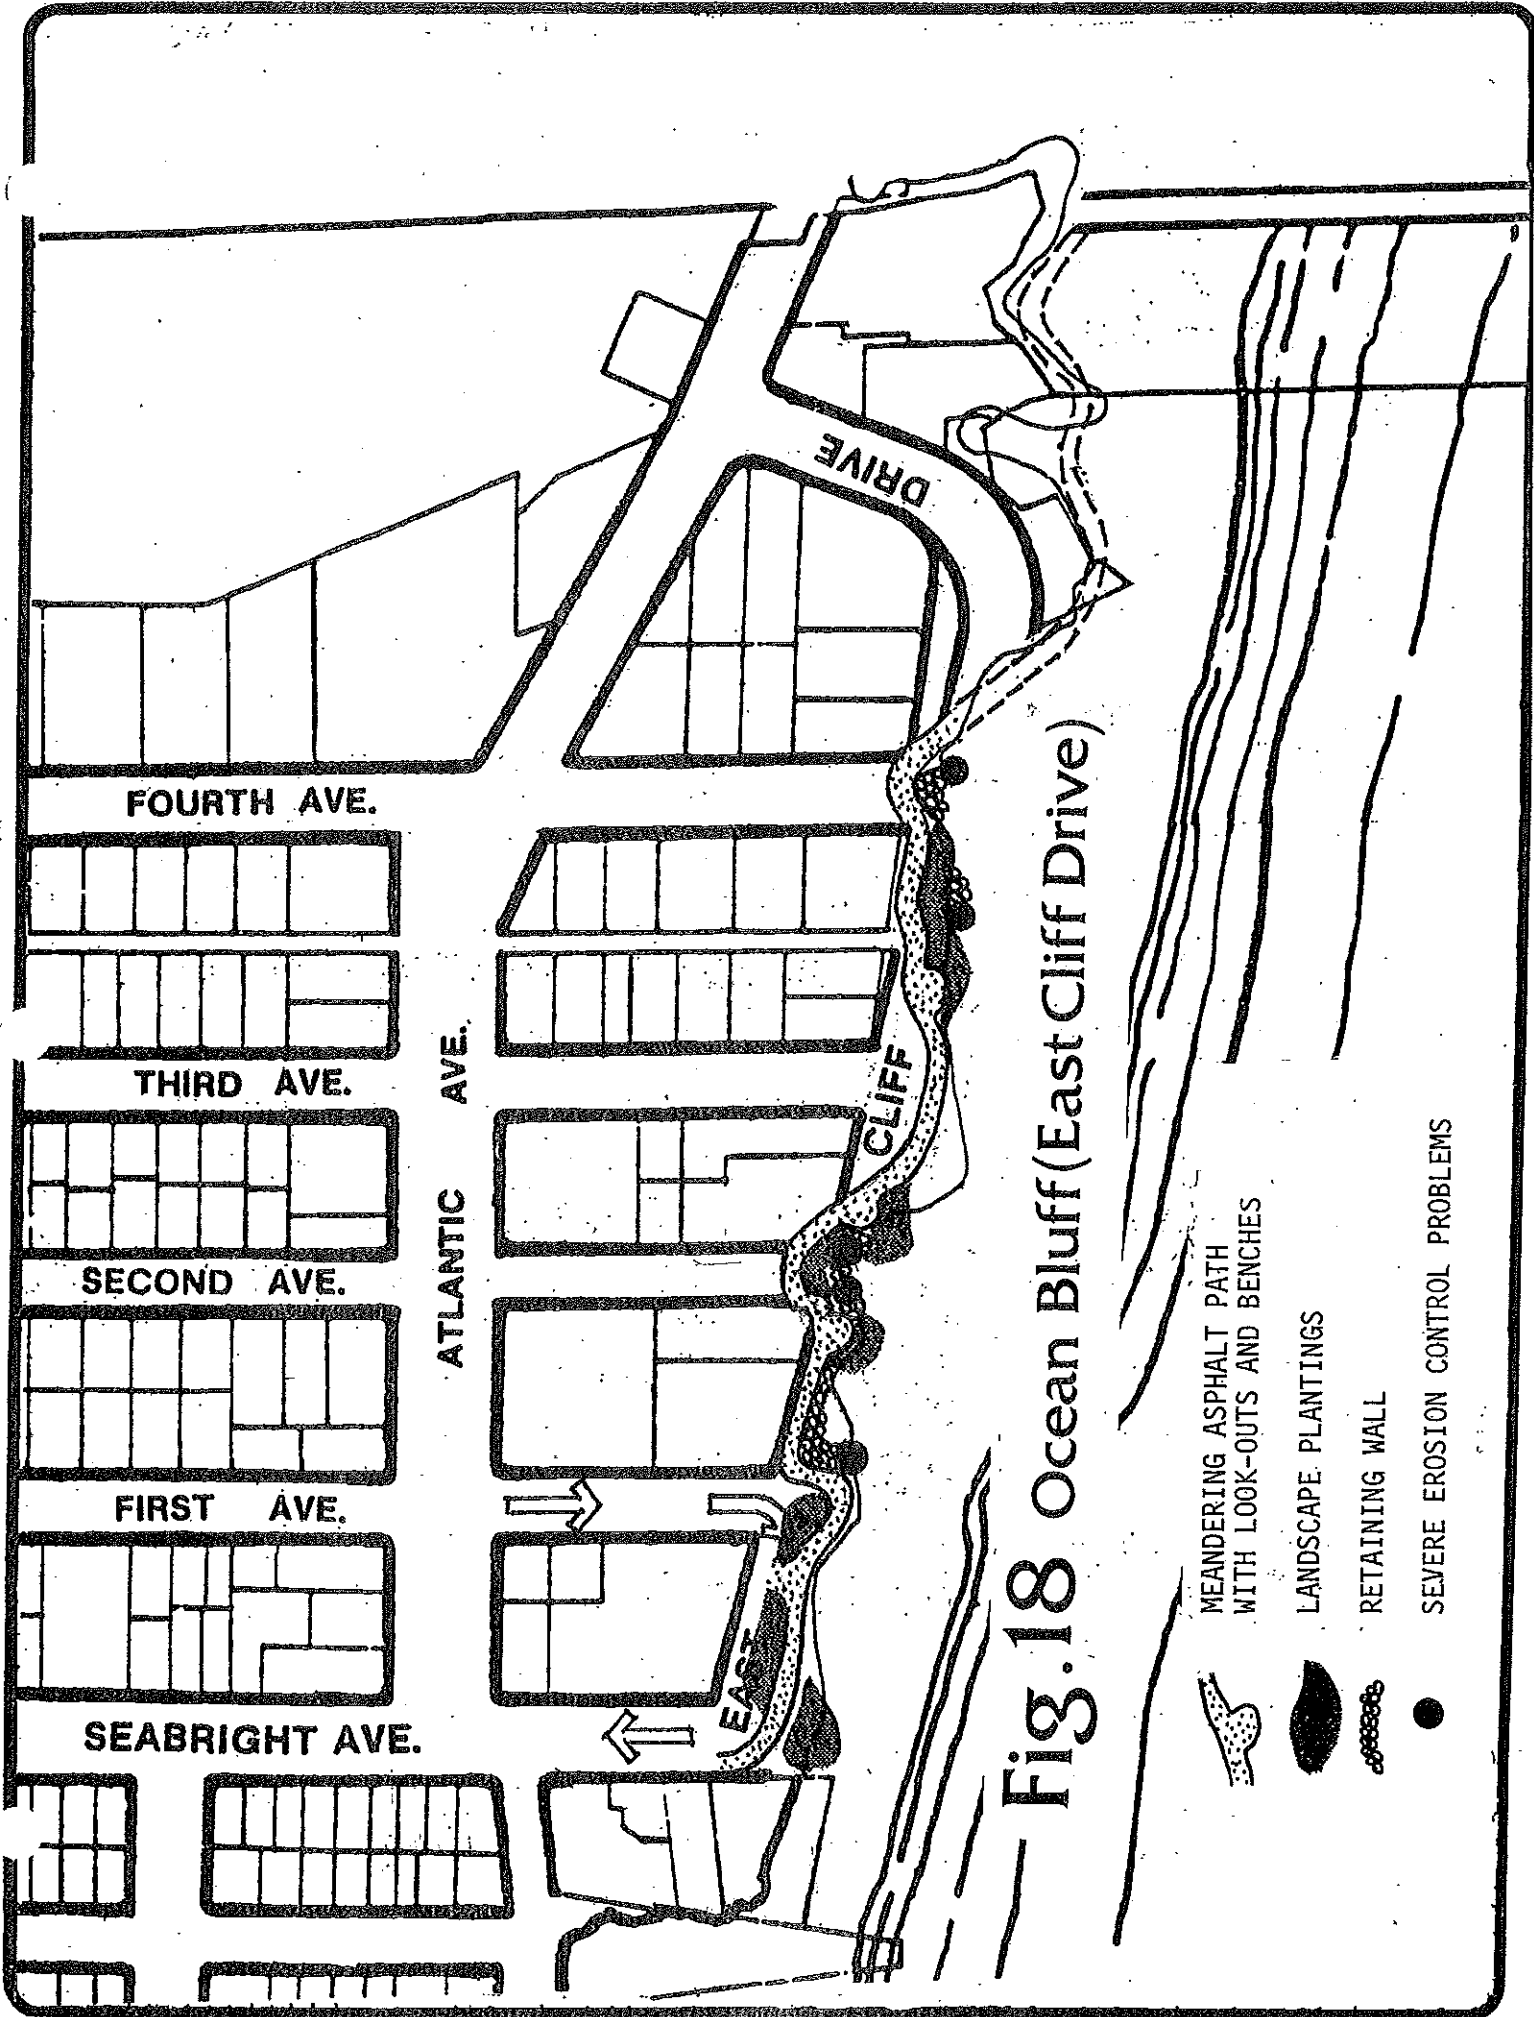 FOURTH AVE.
THIRD AVE.
SECOND AVE.
FIRST AVE.
SEABRIGHT AVE.
ATLANTIC AVE.
EAST CLIFF DRIVE
Fig.18 Ocean Bluff (East Cliff Drive)
MEANDERING ASPHALT PATH
WITH LOOK-OUTS AND BENCHES
LANDSCAPE PLANTINGS
RETAINING WALL
SEVERE EROSION CONTROL PROBLEMS